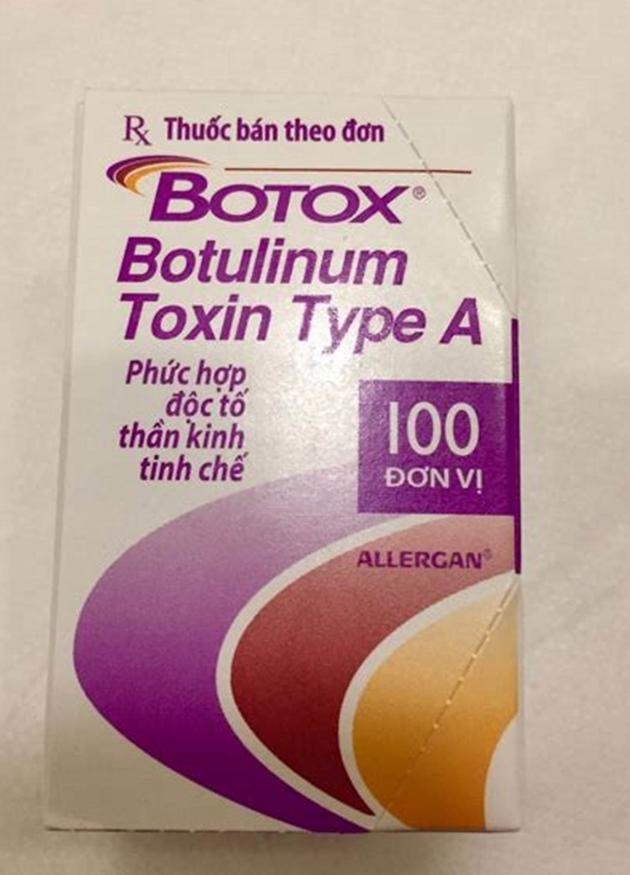 Rx Thuốc bán theo đơn
BOTOX®
Botulinum
Toxin Type A
Phức hợp
độc tố
thần kinh
tinh chế
100
ĐƠN VỊ
ALLERGAN®